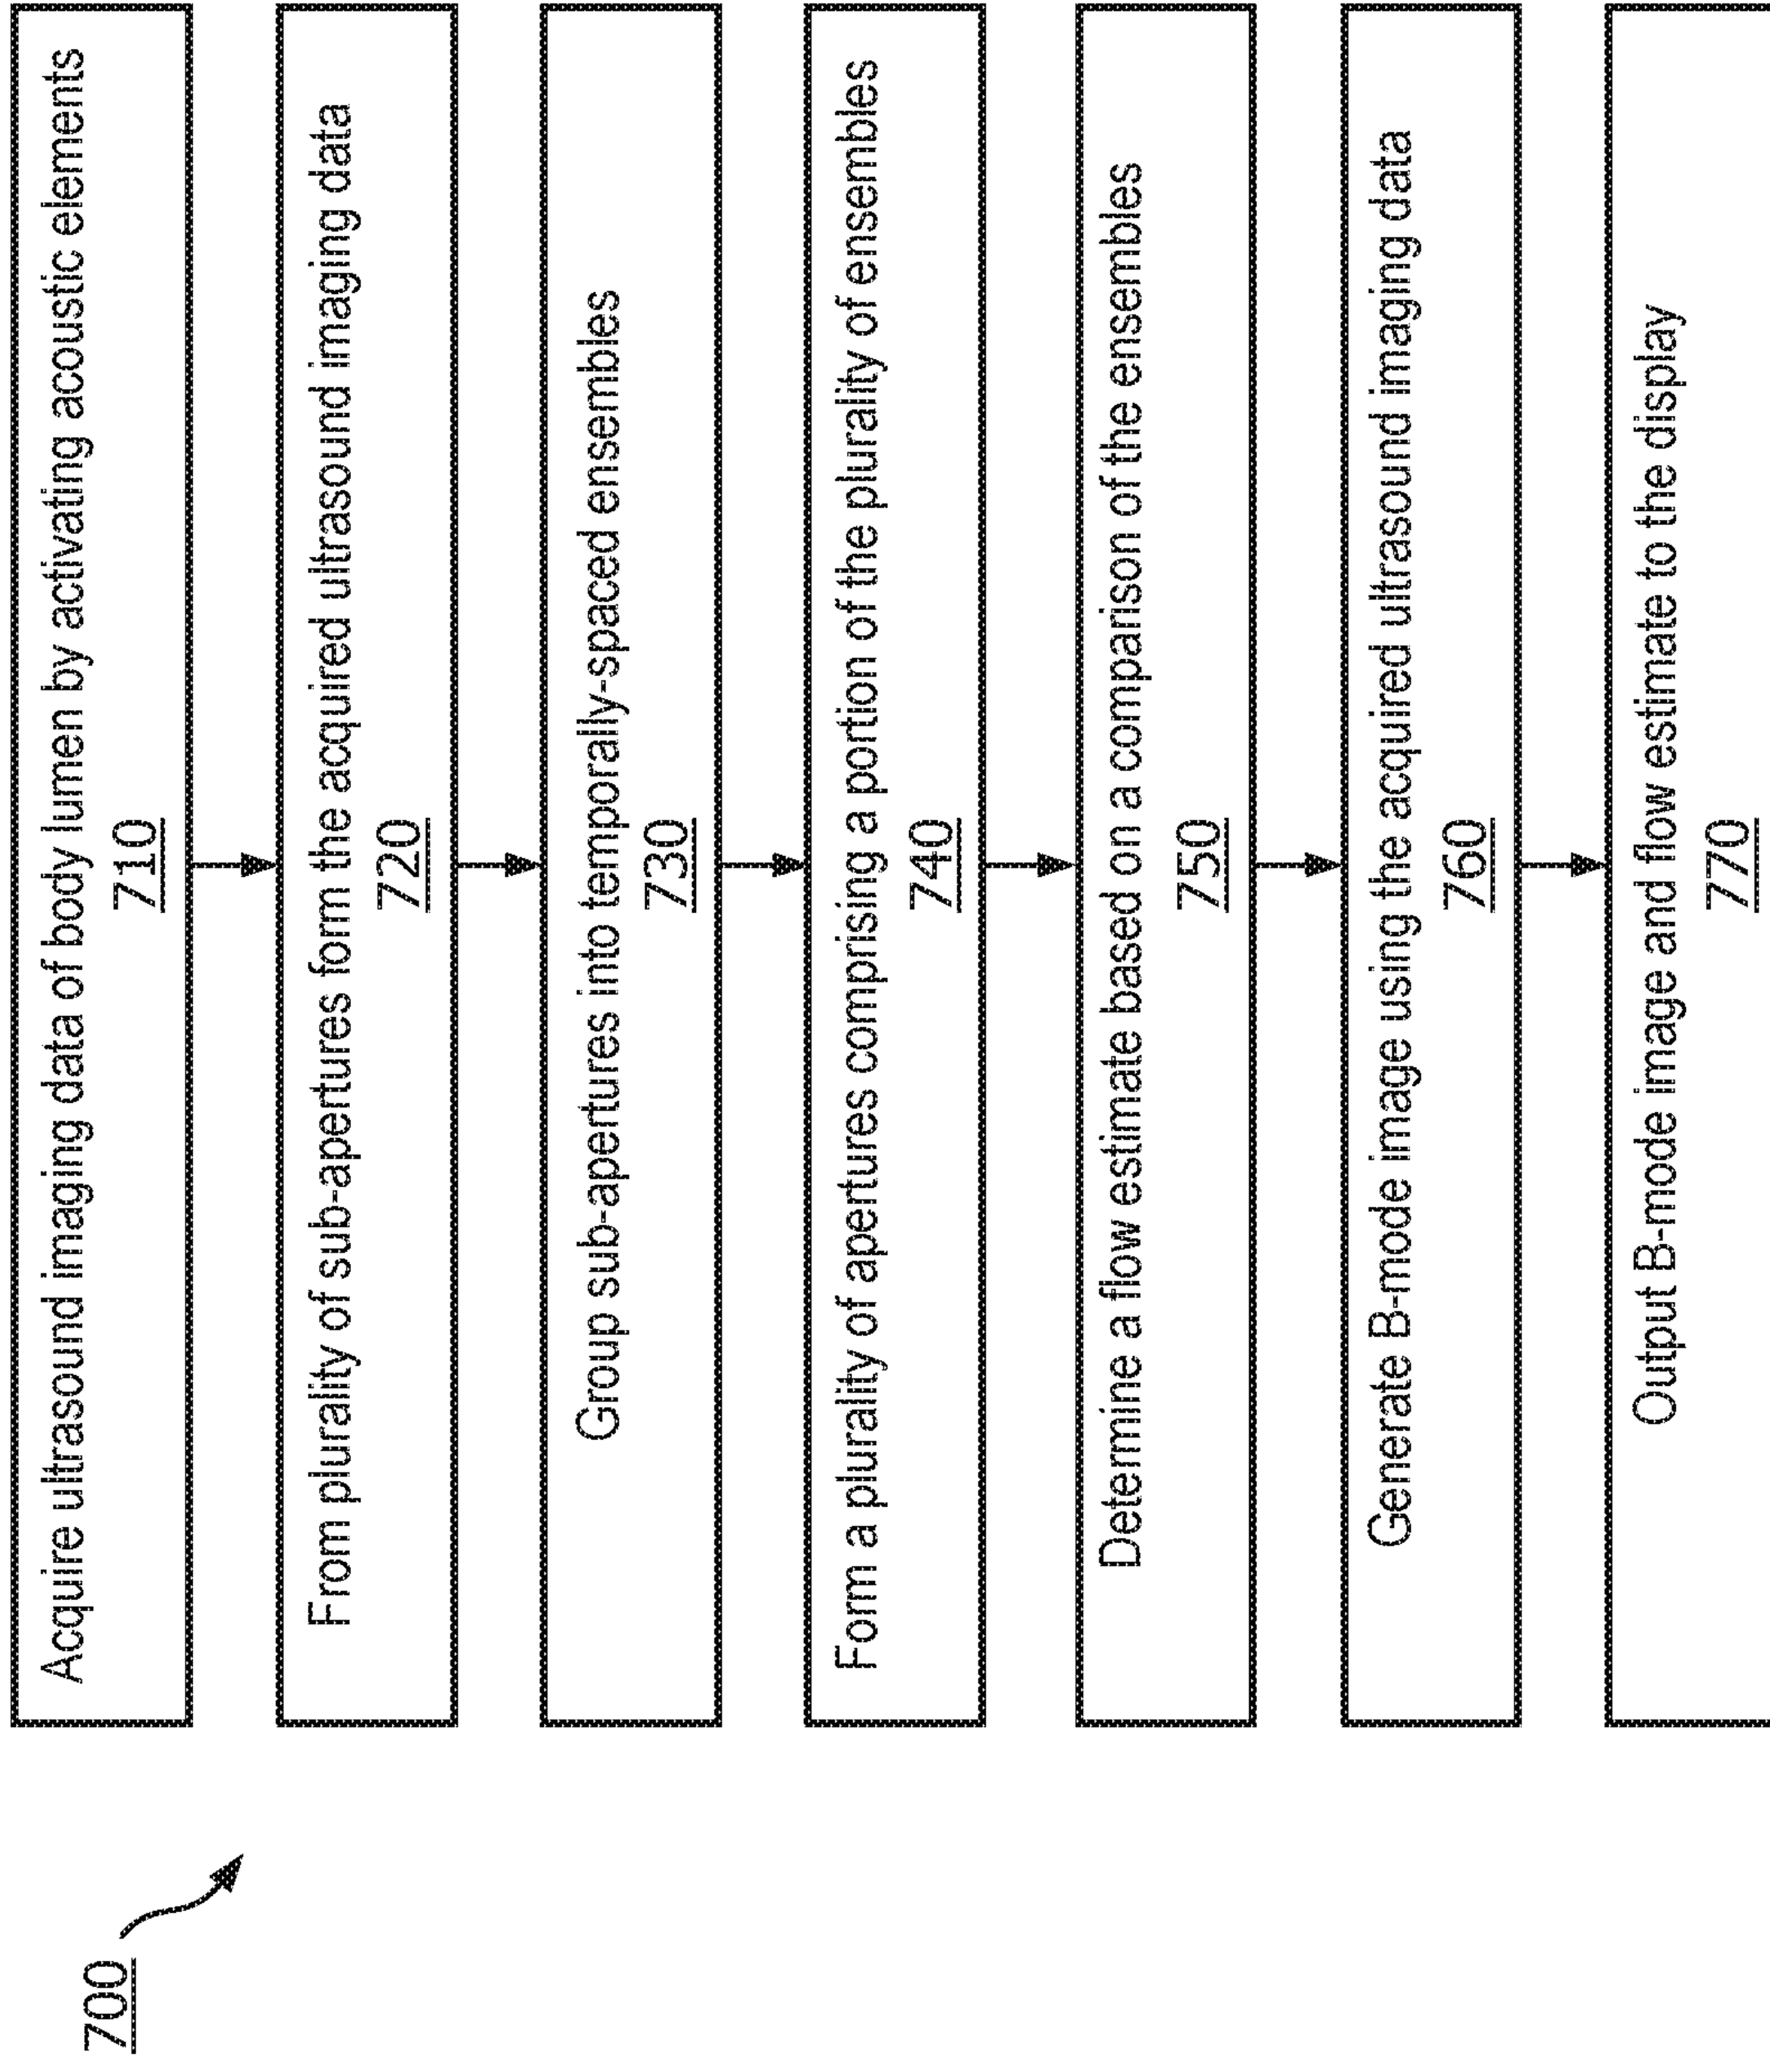 700
Acquire ultrasound imaging data of body lumen by activating acoustic elements
710
From plurality of sub-apertures form the acquired ultrasound imaging data
720
Group sub-apertures into temporally-spaced ensembles
730
Form a plurality of apertures comprising a portion of the plurality of ensembles
740
Determine a flow estimate based on a comparison of the ensembles
750
Generate B-mode image using the acquired ultrasound imaging data
760
Output B-mode image and flow estimate to the display
770